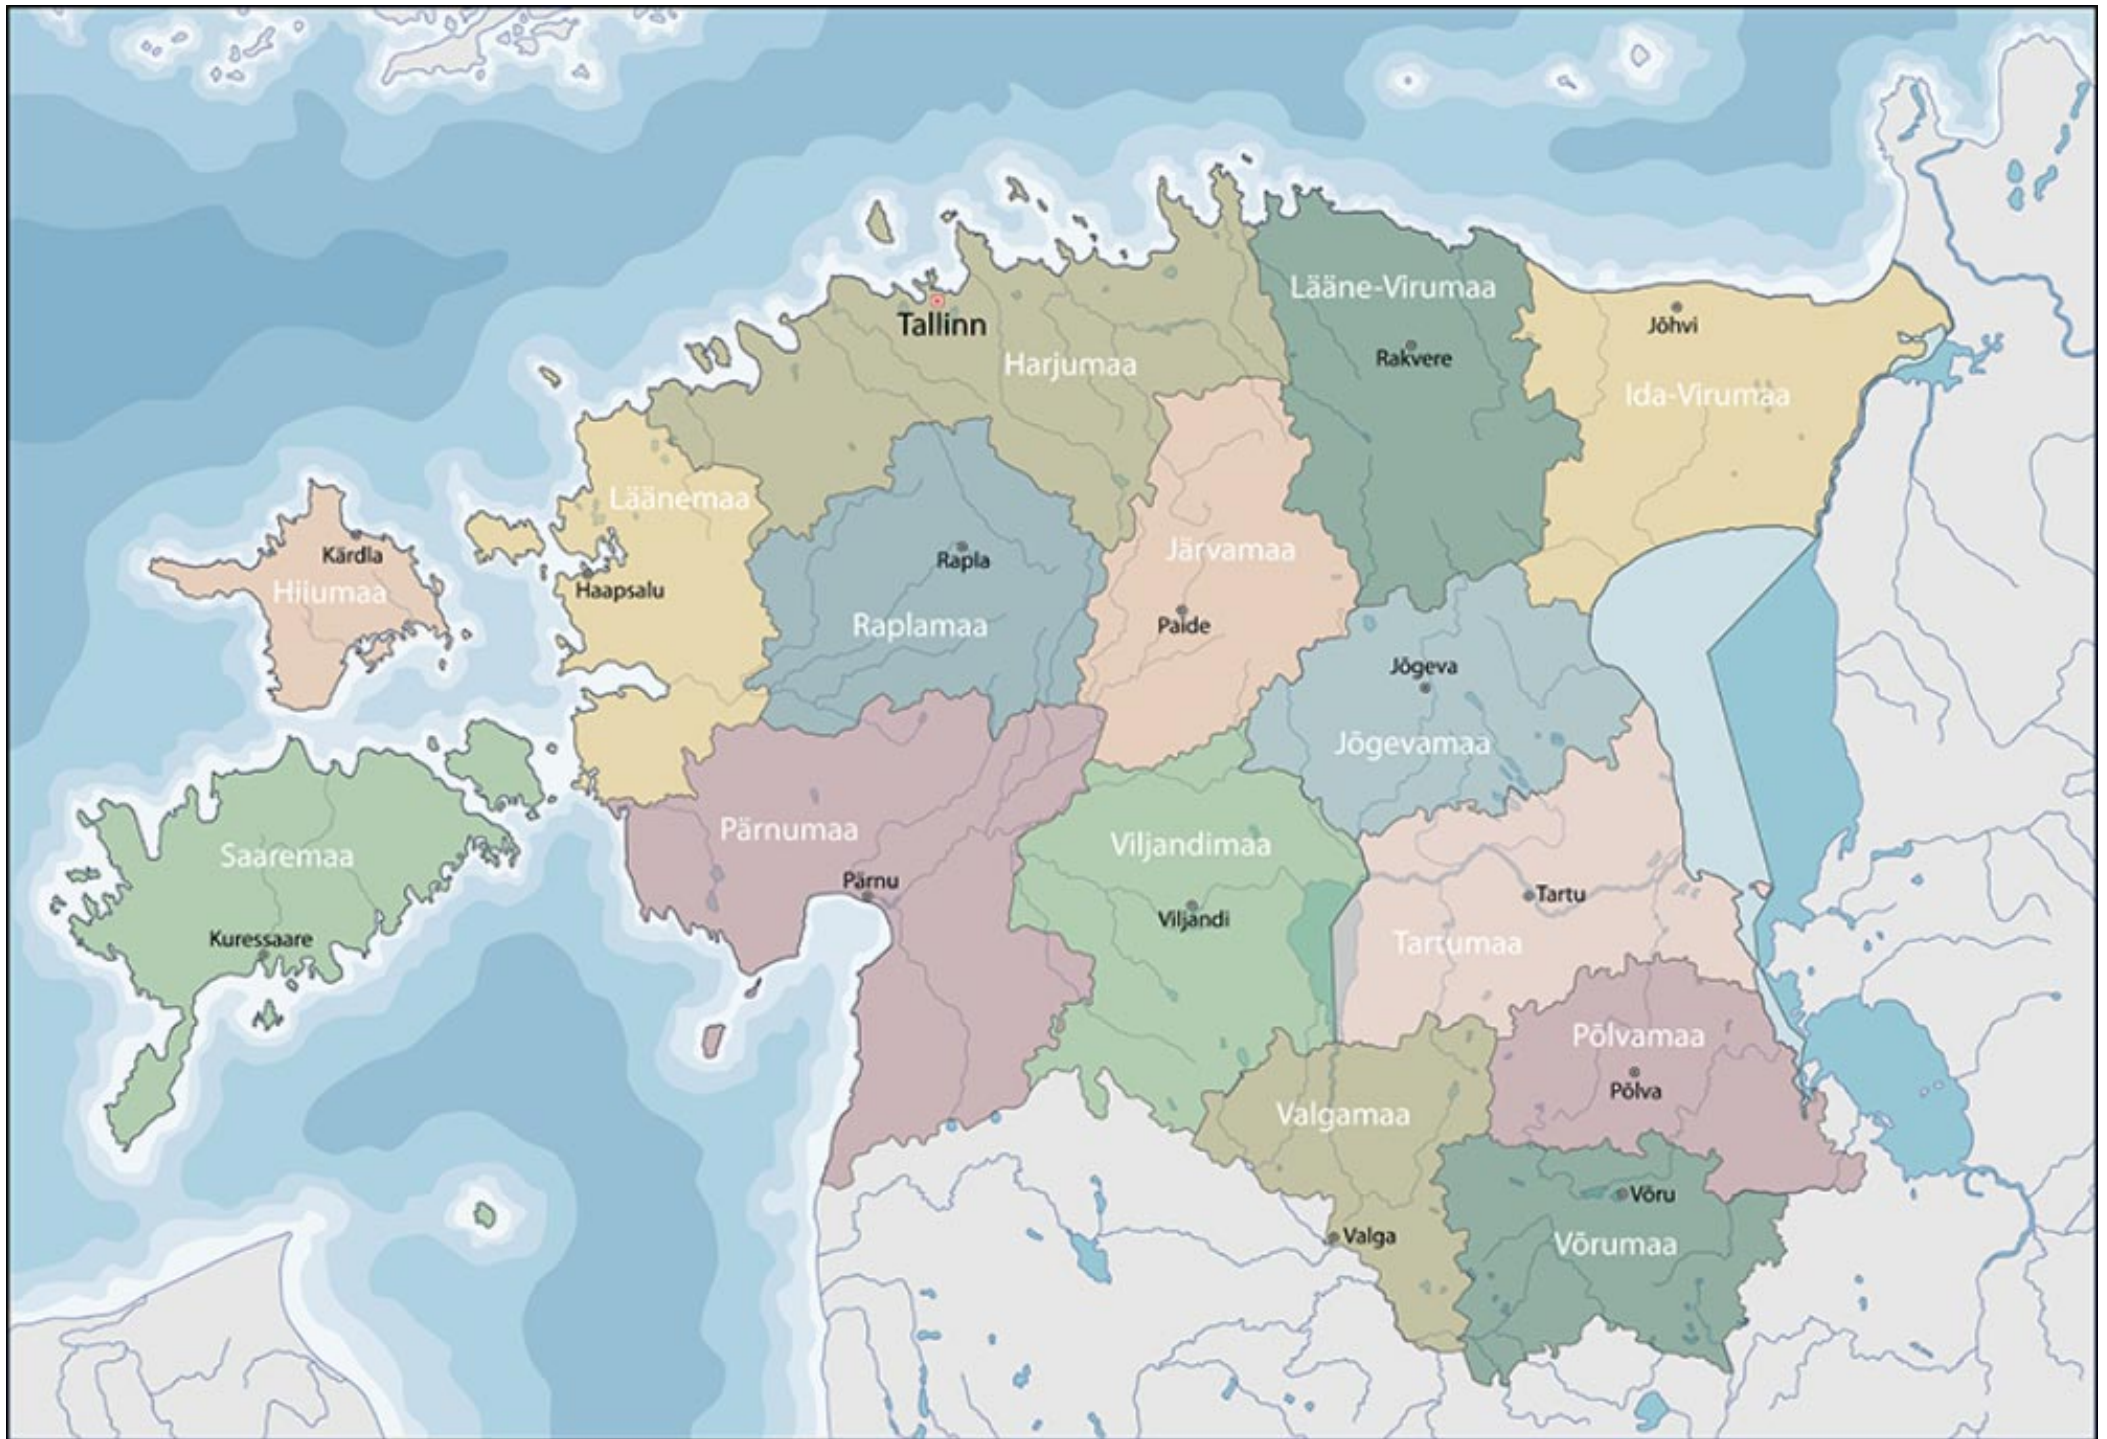 Lääne-Virumaa
Tallinn
Jõhvi
Harjumaa
Rakvere
Ida-Virumaa
Läänemaa
Kärdla
Hiiumaa
Haapsalu
Rapla
Järvamaa
Raplamaa
Paide
Jõgeva
Jõgevamaa
Pärnumaa
Viljandimaa
Saaremaa
Pärnu
Tartu
Viljandi
Kuressaare
Tartumaa
Põlvamaa
Põlva
Valgamaa
Võru
Valga
Võrumaa